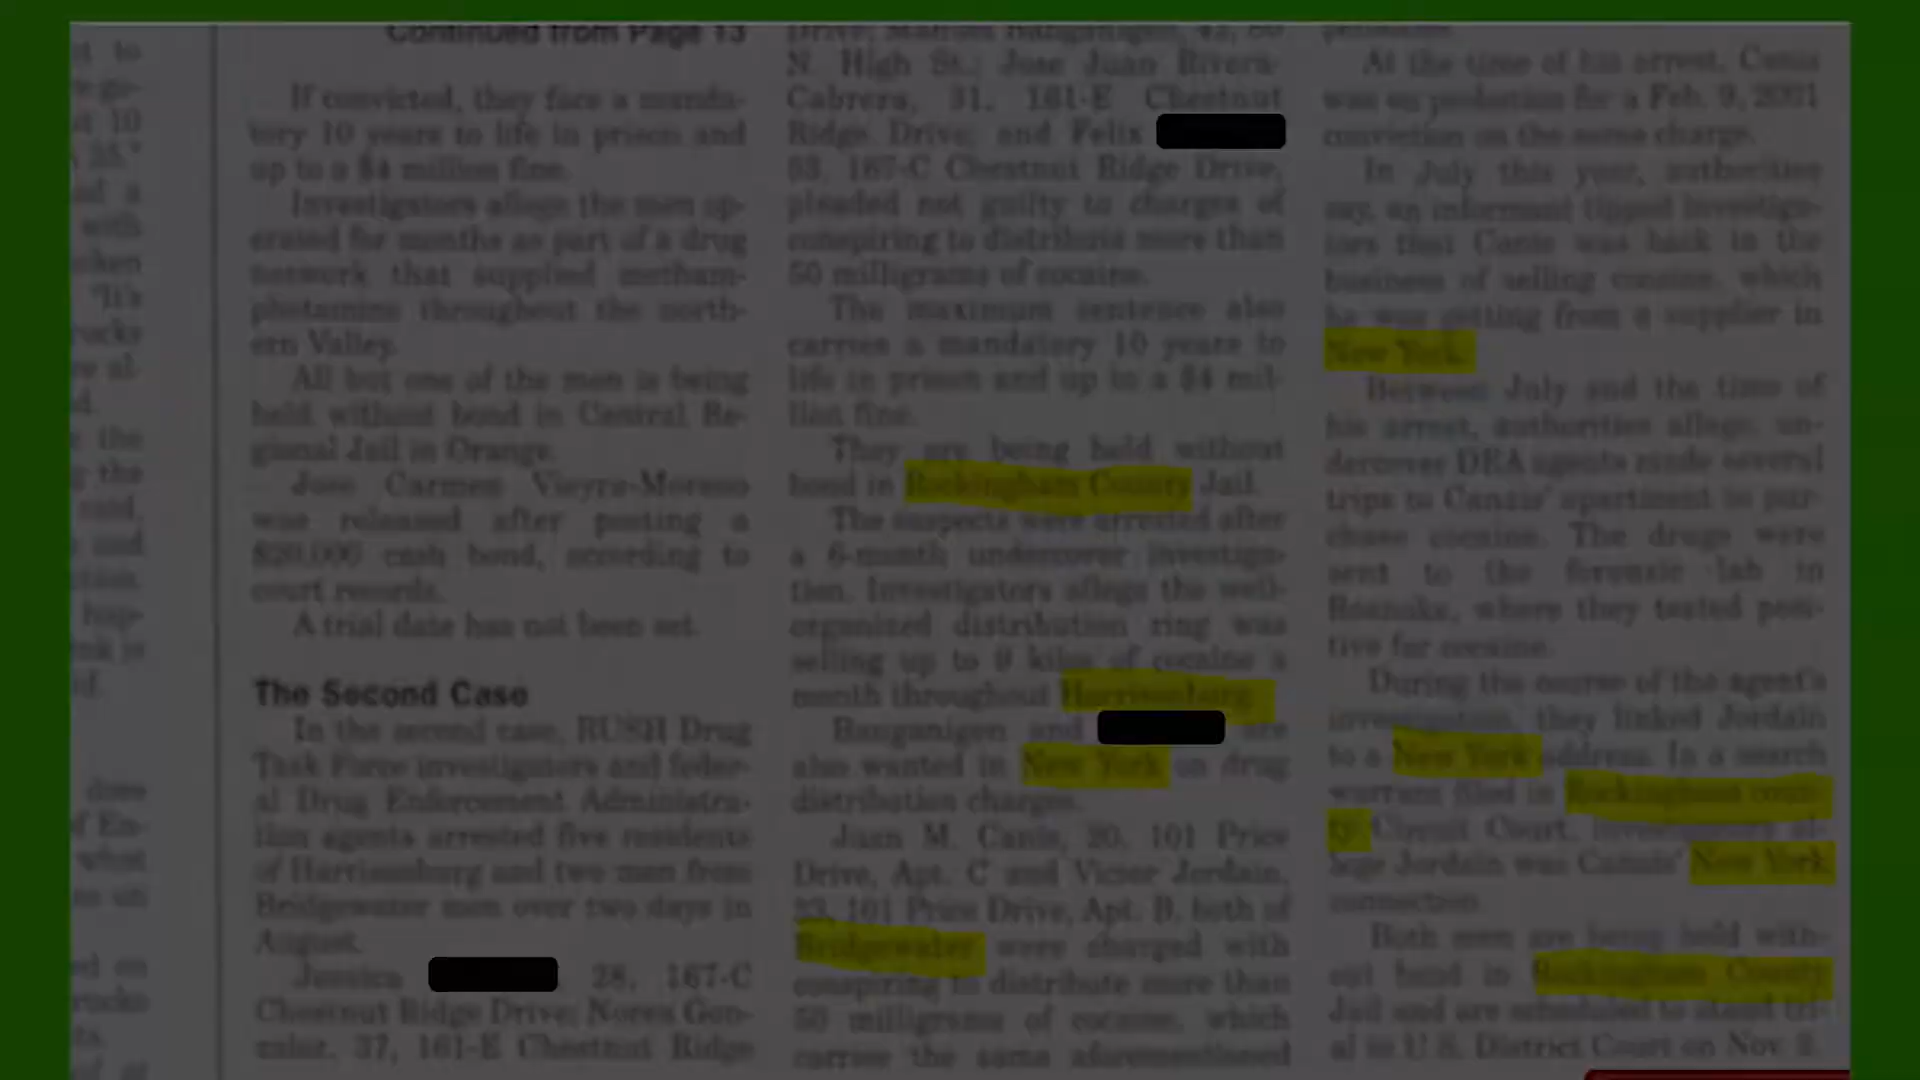 Continued from Page 13
If convicted, they face a manda-
tory 10 years to life in prison and
up to a $4 million fine.
Investigators allege the men op-
erated for months as part of a drug
network that supplied metham-
phetamine throughout the north-
ern Valley.
All but one of the men is being
held without bond in Central Re-
gional Jail in Orange.
Jose Carmen Vieyra-Moreno
was released after posting a
$20,000 cash bond, according to
court records.
A trial date has not been set.
The Second Case
In the second case, RUSH Drug
Task Force investigators and feder-
al Drug Enforcement Administra-
tion agents arrested five residents
of Harrisonburg and two men from
Bridgewater men over two days in
August.
Jessica 28, 167-C
Chestnut Ridge Drive; Norea Gon-
zalez, 37, 161-E Chestnut Ridge
Drive; Manuel 42, 80
N. High St.; Jose Juan Rivera-
Cabrera, 31, 161-E Chestnut
Ridge Drive; and Felix
53, 167-C Chestnut Ridge Drive,
pleaded not guilty to charges of
conspiring to distribute more than
50 milligrams of cocaine.
The maximum sentence also
carries a mandatory 10 years to
life in prison and up to a $4 mil-
lion fine.
They are being held without
bond in Rockingham County Jail.
The suspects were arrested after
a 6-month undercover investiga-
tion. Investigators allege the well-
organized distribution ring was
selling up to 9 kilos of cocaine a
month throughout Harrisonburg
and are
also wanted in New York on drug
distribution charges.
Juan M. Canis, 20, 101 Price
Drive, Apt. C and Victor Jordain,
23, 101 Price Drive, Apt. B, both of
Bridgewater were charged with
conspiring to distribute more than
50 milligrams of cocaine, which
carries the same aforementioned
At the time of his arrest, Canis
was on probation for a Feb. 9, 2001
conviction on the same charge.
In July this year, authorities
say, an informant tipped investiga-
tors that Canis was back in the
business of selling cocaine, which
he was getting from a supplier in
New York.
Between July and the time of
his arrest, authorities allege, un-
dercover DEA agents made several
trips to Canais' apartment to pur-
chase cocaine. The drugs were
sent to the forensic lab in
Roanoke, where they tested posi-
tive for cocaine.
During the course of the agent's
investigation, they linked Jordain
to a New York address. In a search
warrant filed in Rockingham coun-
ty Circuit Court, investigators al-
lege Jordain was Canais' New York
connection.
Both men are being held with-
out bond in Rockingham County
Jail and are scheduled to stand tri-
al in U.S. District Court on Nov. 2.